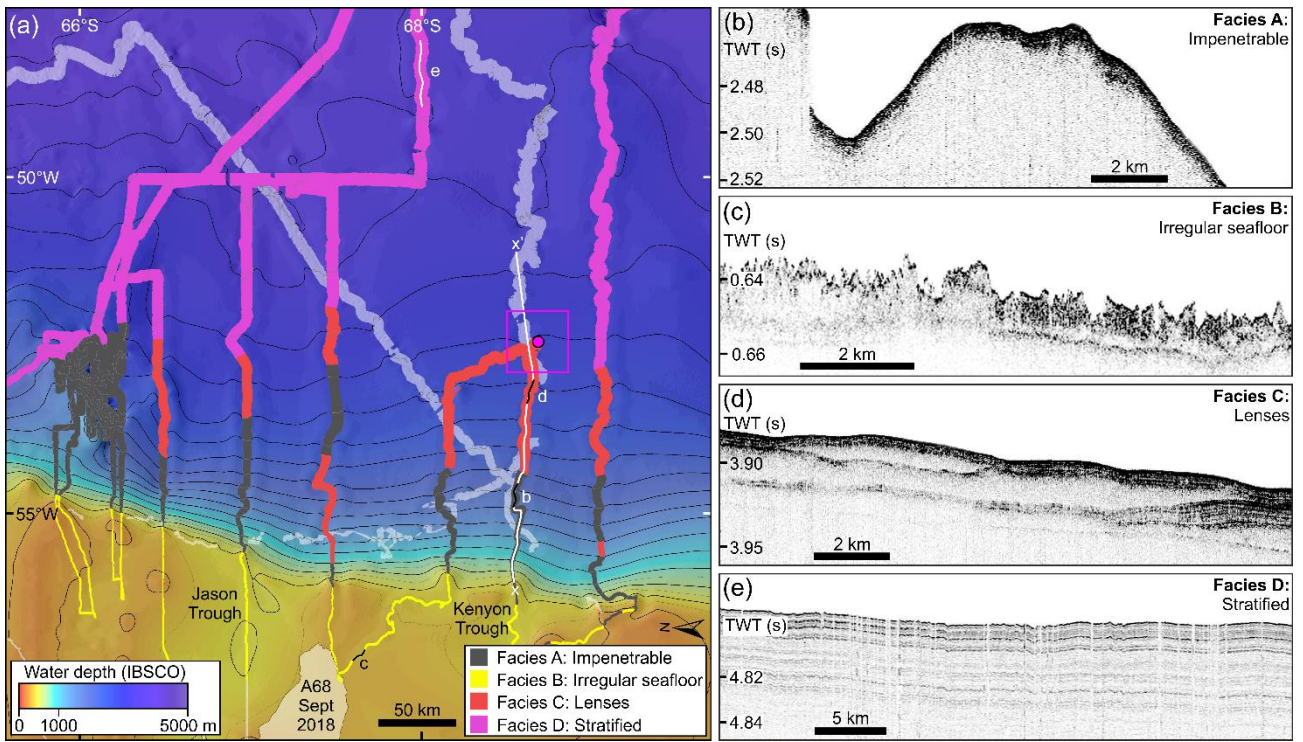 (a)
66°S
68°S
e
50°W
x'
d
b
55°W
x
Jason
Trough
Kenyon
Trough
c
N
Water depth (IBSCO)
0 1000 5000 m
A68
Sept
2018
50 km
Facies A: Impenetrable
Facies B: Irregular seafloor
Facies C: Lenses
Facies D: Stratified
(b)
Facies A:
Impenetrable
TWT (s)
2.48
2.50
2.52
2 km
(c)
Facies B:
Irregular seafloor
TWT (s)
0.64
0.66
2 km
(d)
Facies C:
Lenses
TWT (s)
3.90
3.95
2 km
(e)
Facies D:
Stratified
TWT (s)
4.82
4.84
5 km